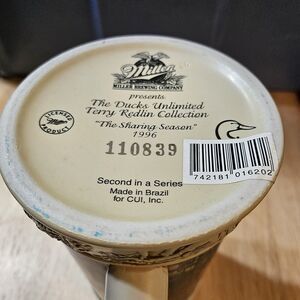 Miller
MILLER BREWING COMPANY
presents
The Ducks Unlimited
Terry Redlin Collection
"The Sharing Season"
1996
LICENSED
PRODUCT
110839
742181 016202
Second in a Series
Made in Brazil
for CUI, Inc.